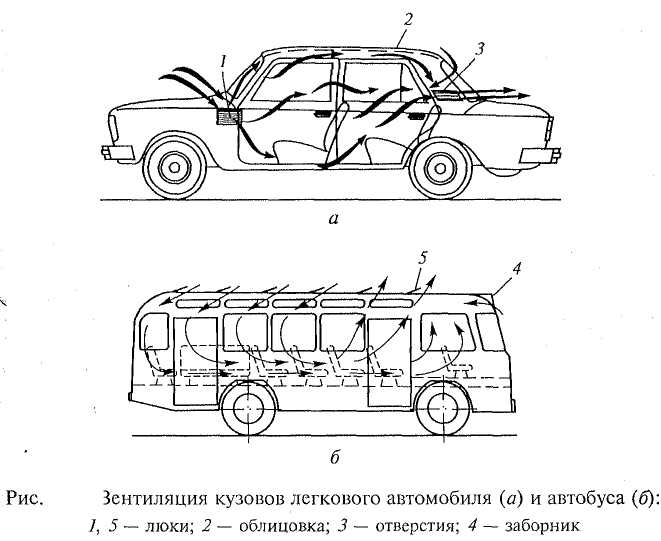 2
1
3
а
5
4
б
Рис. Зентиляция кузовов легкового автомобиля (а) и автобуса (б):
1, 5 — люки; 2 — облицовка; 3 — отверстия; 4 — заборник